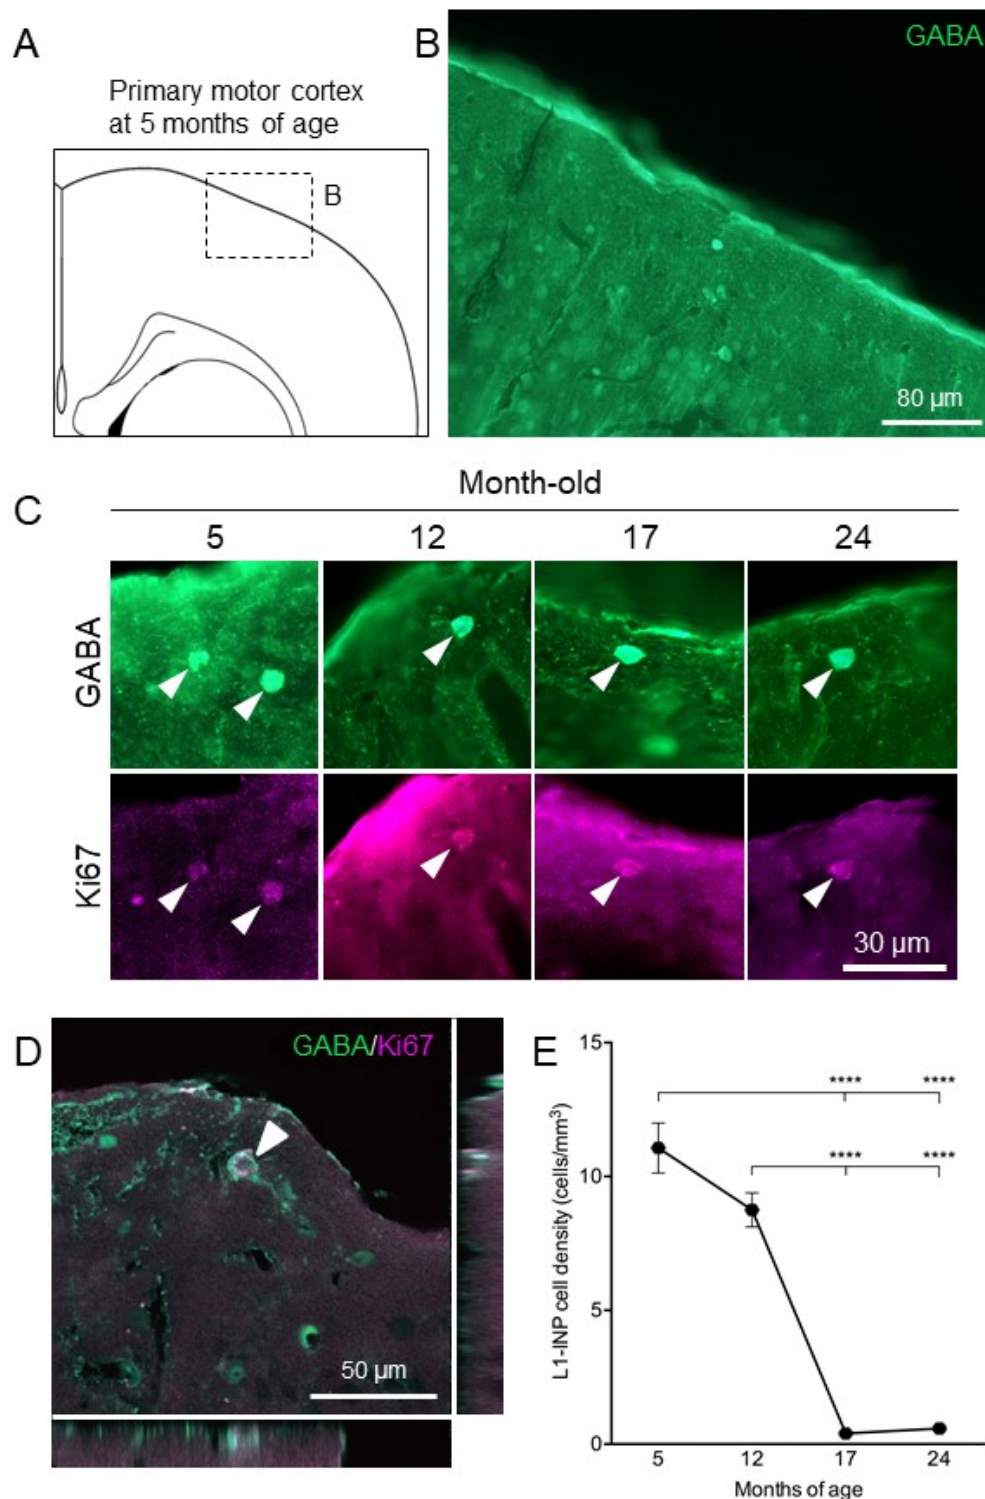 A
Primary motor cortex
at 5 months of age
B
B
GABA
80 µm
C
Month-old
5 12 17 24
GABA
Ki67
30 µm
D
GABA/Ki67
50 µm
E
15
10
5
0
L1-INP cell density (cells/mm³)
**** ****
**** ****
5 12 17 24
Months of age